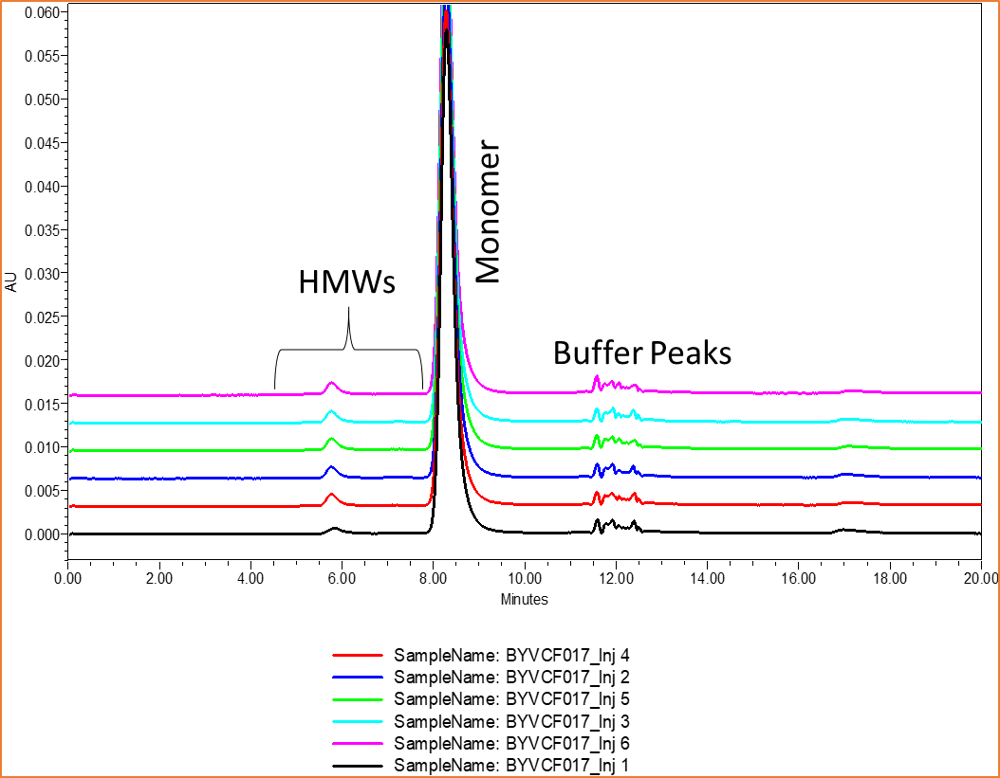 0.060
0.055
0.050
0.045
0.040
0.035
0.030
0.025
0.020
0.015
0.010
0.005
0.000
AU
HMWs
Monomer
Buffer Peaks
0.00 2.00 4.00 6.00 8.00 10.00 12.00 14.00 16.00 18.00 20.00
Minutes
SampleName: BYVCF017_Inj 4
SampleName: BYVCF017_Inj 2
SampleName: BYVCF017_Inj 5
SampleName: BYVCF017_Inj 3
SampleName: BYVCF017_Inj 6
SampleName: BYVCF017_Inj 1